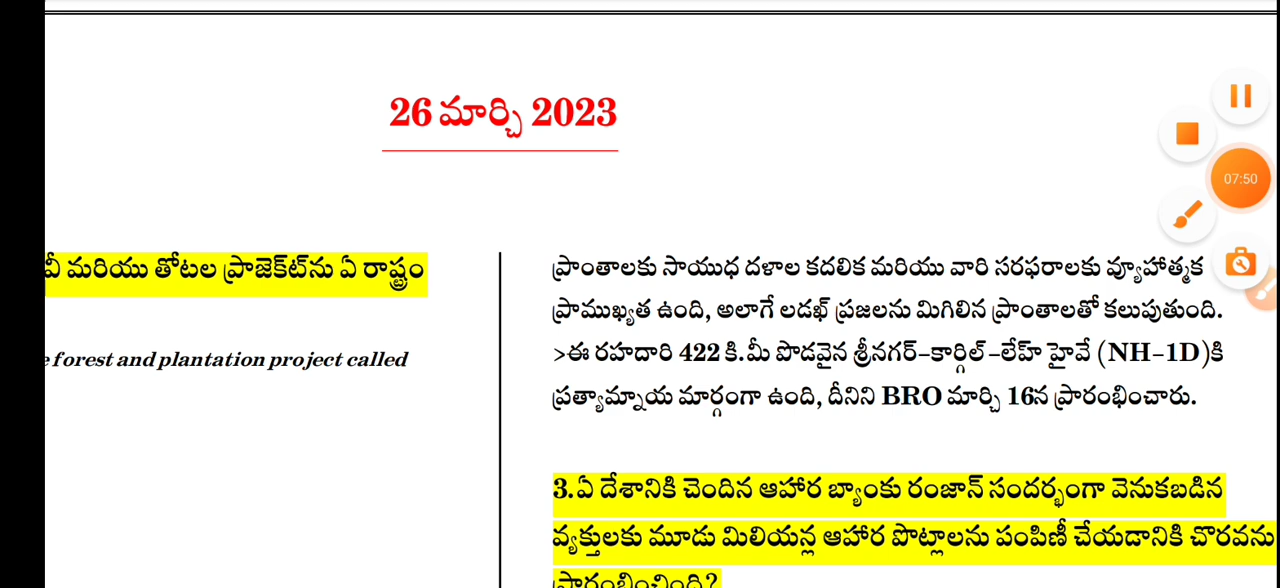 26 మార్చి 2023
07:50
వీ మరియు తోటల ప్రాజెక్ట్‌ను ఏ రాష్ట్రం
forest and plantation project called
ప్రాంతాలకు సాయుధ దళాల కదలిక మరియు వారి సరఫరాలకు వ్యూహాత్మక
ప్రాముఖ్యత ఉంది, అలాగే లడఖ్ ప్రజలను మిగిలిన ప్రాంతాలతో కలుపుతుంది.
>ఈ రహదారి 422 కి.మీ పొడవైన శ్రీనగర్-కార్గిల్-లేహ్ హైవే (NH-1D)కి
ప్రత్యామ్నాయ మార్గంగా ఉంది, దీనిని BRO మార్చి 16న ప్రారంభించారు.
3.ఏ దేశానికి చెందిన ఆహార బ్యాంకు రంజాన్ సందర్భంగా వెనుకబడిన
వ్యక్తులకు మూడు మిలియన్ల ఆహార పొట్లాలను పంపిణీ చేయడానికి చొరవను
ప్రారంభించింది?